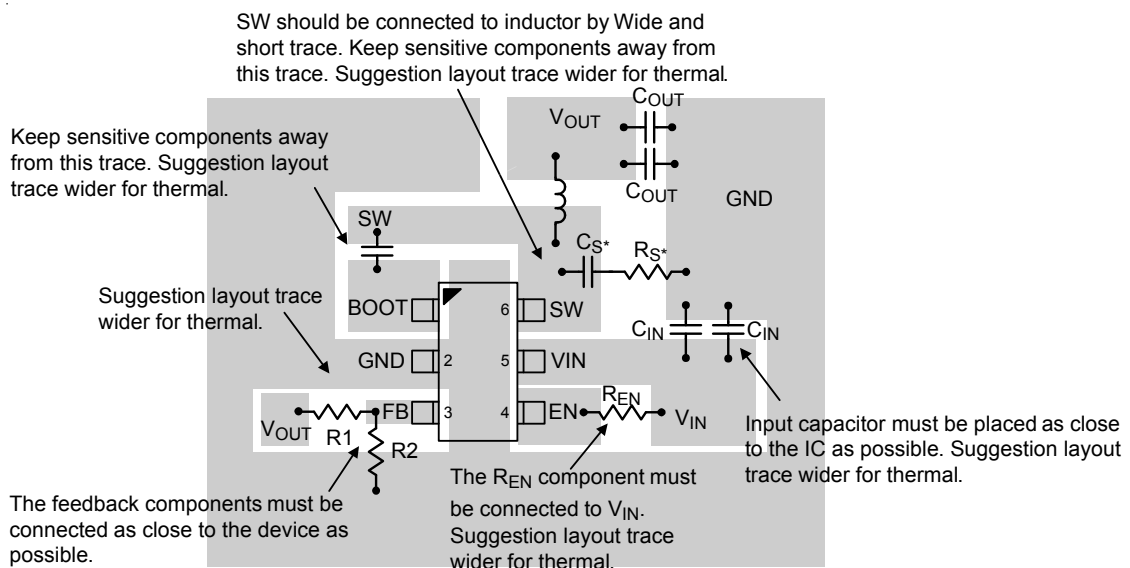 SW should be connected to inductor by Wide and
short trace. Keep sensitive components away from
this trace. Suggestion layout trace wider for thermal.
Keep sensitive components away
from this trace. Suggestion layout
trace wider for thermal.
COUT
VOUT
COUT
GND
SW
CS*
RS*
Suggestion layout trace
wider for thermal.
BOOT
6
SW
CIN
CIN
GND
2
5
VIN
REN
FB
3
4
EN
VIN
VOUT
R1
R2
Input capacitor must be placed as close
to the IC as possible. Suggestion layout
trace wider for thermal.
The feedback components must be
connected as close to the device as
possible.
The REN component must
be connected to VIN.
Suggestion layout trace
wider for thermal.